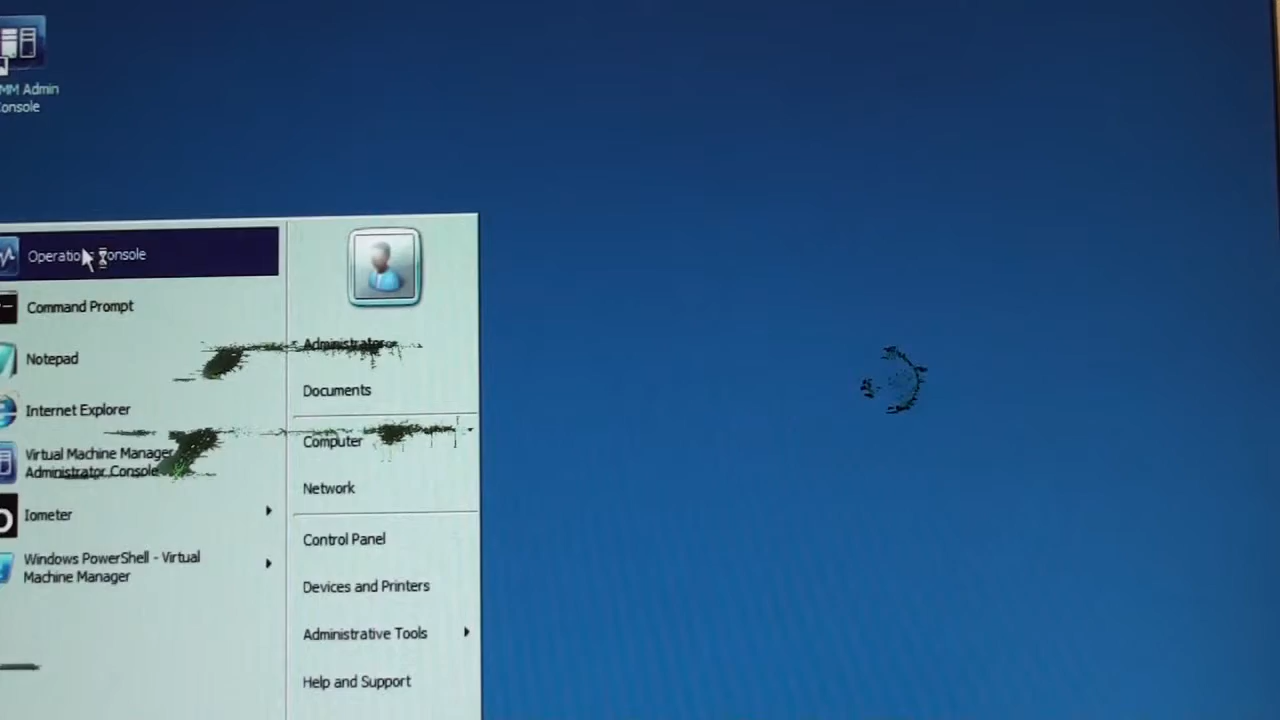 MM Admin
onsole
Operations Console
Command Prompt
Notepad
Internet Explorer
Virtual Machine Manager
Administrator Console
Iometer
Windows PowerShell - Virtual
Machine Manager
Administrator
Documents
Computer
Network
Control Panel
Devices and Printers
Administrative Tools
Help and Support